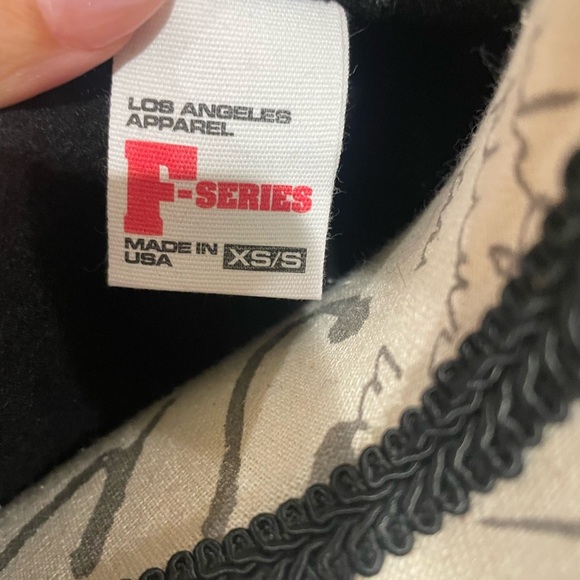 LOS ANGELES
APPAREL
F-SERIES
MADE IN
USA
XS/S